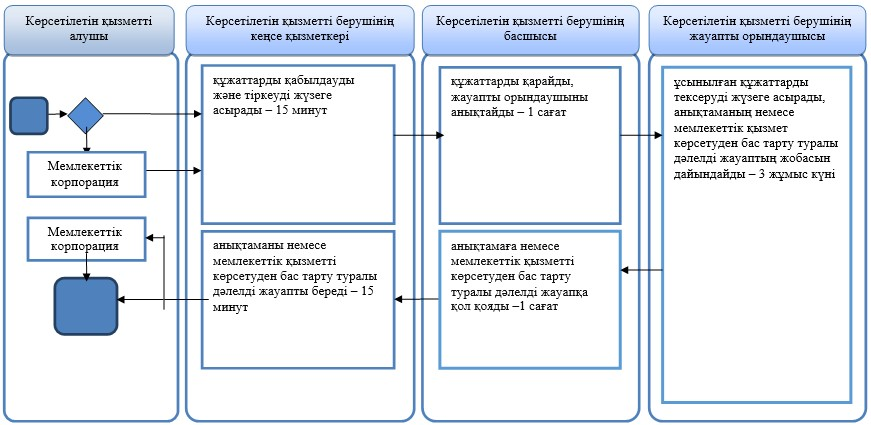 Көрсетілетін қызметті
алушы
Көрсетілетін қызметті берушінің
кеңсе қызметкері
Көрсетілетін қызметті берушінің
басшысы
Көрсетілетін қызметті берушінің
жауапты орындаушысы
Мемлекеттік
корпорация
Мемлекеттік
корпорация
құжаттарды қабылдауды
және тіркеуді жүзеге
асырады – 15 минут
анықтаманы немесе
мемлекеттік қызметті
көрсетуден бас тарту туралы
дәлелді жауапты береді – 15
минут
құжаттарды қарайды,
жауапты орындаушыны
анықтайды – 1 сағат
анықтамаға немесе
мемлекеттік қызметті
көрсетуден бас тарту
туралы дәлелді жауапқа
қол қояды –1 сағат
ұсынылған құжаттарды
тексеруді жүзеге асырады,
анықтаманың немесе
мемлекеттік қызмет
көрсетуден бас тарту туралы
дәлелді жауаптың жобасын
дайындайды – 3 жұмыс күні